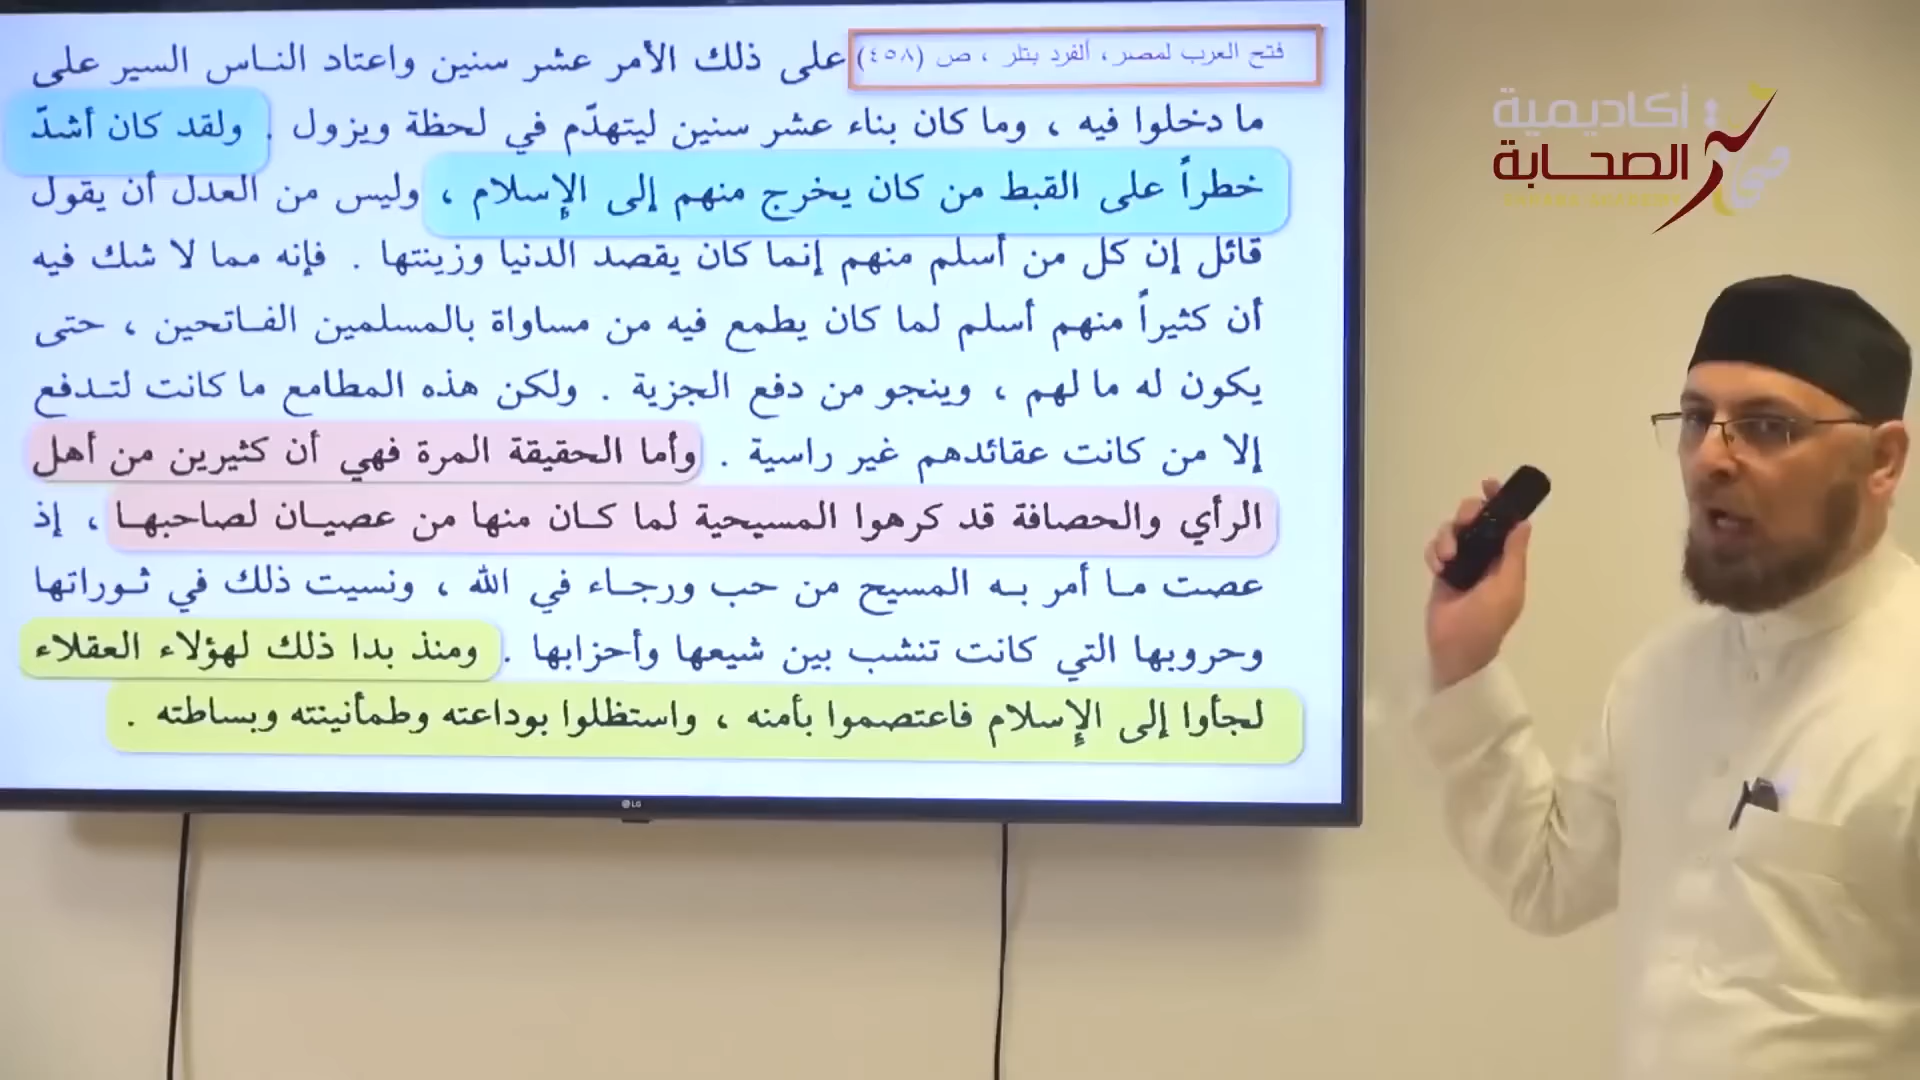 فتح العرب لمصر ، ألفرد بتلر ، ص (٤٥٨)
على ذلك الأمر عشر سنين واعتاد النـاس السير على
ما دخلوا فيه ، وما كان بناء عشر سنين ليتهدّم في لحظة ويزول . ولقد كان أشدّ
خطراً على القبط من كان يخرج منهم إلى الإسلام ، وليس من العدل أن يقول
قائل إن كل من أسلم منهم إنما كان يقصد الدنيا وزينتها . فإنه مما لا شك فيه
أن كثيراً منهم أسلم لما كان يطمع فيه من مساواة بالمسلمين الفـاتحين ، حتى
يكون له ما لهم ، وينجو من دفع الجزية . ولكن هذه المطامع ما كانت لتـدفع
إلا من كانت عقائدهم غير راسية . وأما الحقيقة المرة فهي أن كثيرين من أهل
الرأي والحصافة قد كرهوا المسيحية لما كـان منها من عصيـان لصاحبهـا ، إذ
عصت مـا أمر بـه المسيح من حب ورجـاء في الله ، ونسيت ذلك في ثـوراتها
وحروبها التي كانت تنشب بين شيعها وأحزابها . ومنذ بدا ذلك لهؤلاء العقلاء
لجأوا إلى الإسلام فاعتصموا بأمنه ، واستظلوا بوداعته وطمأنينته وبساطته .
LG
أكاديمية
الصحابة